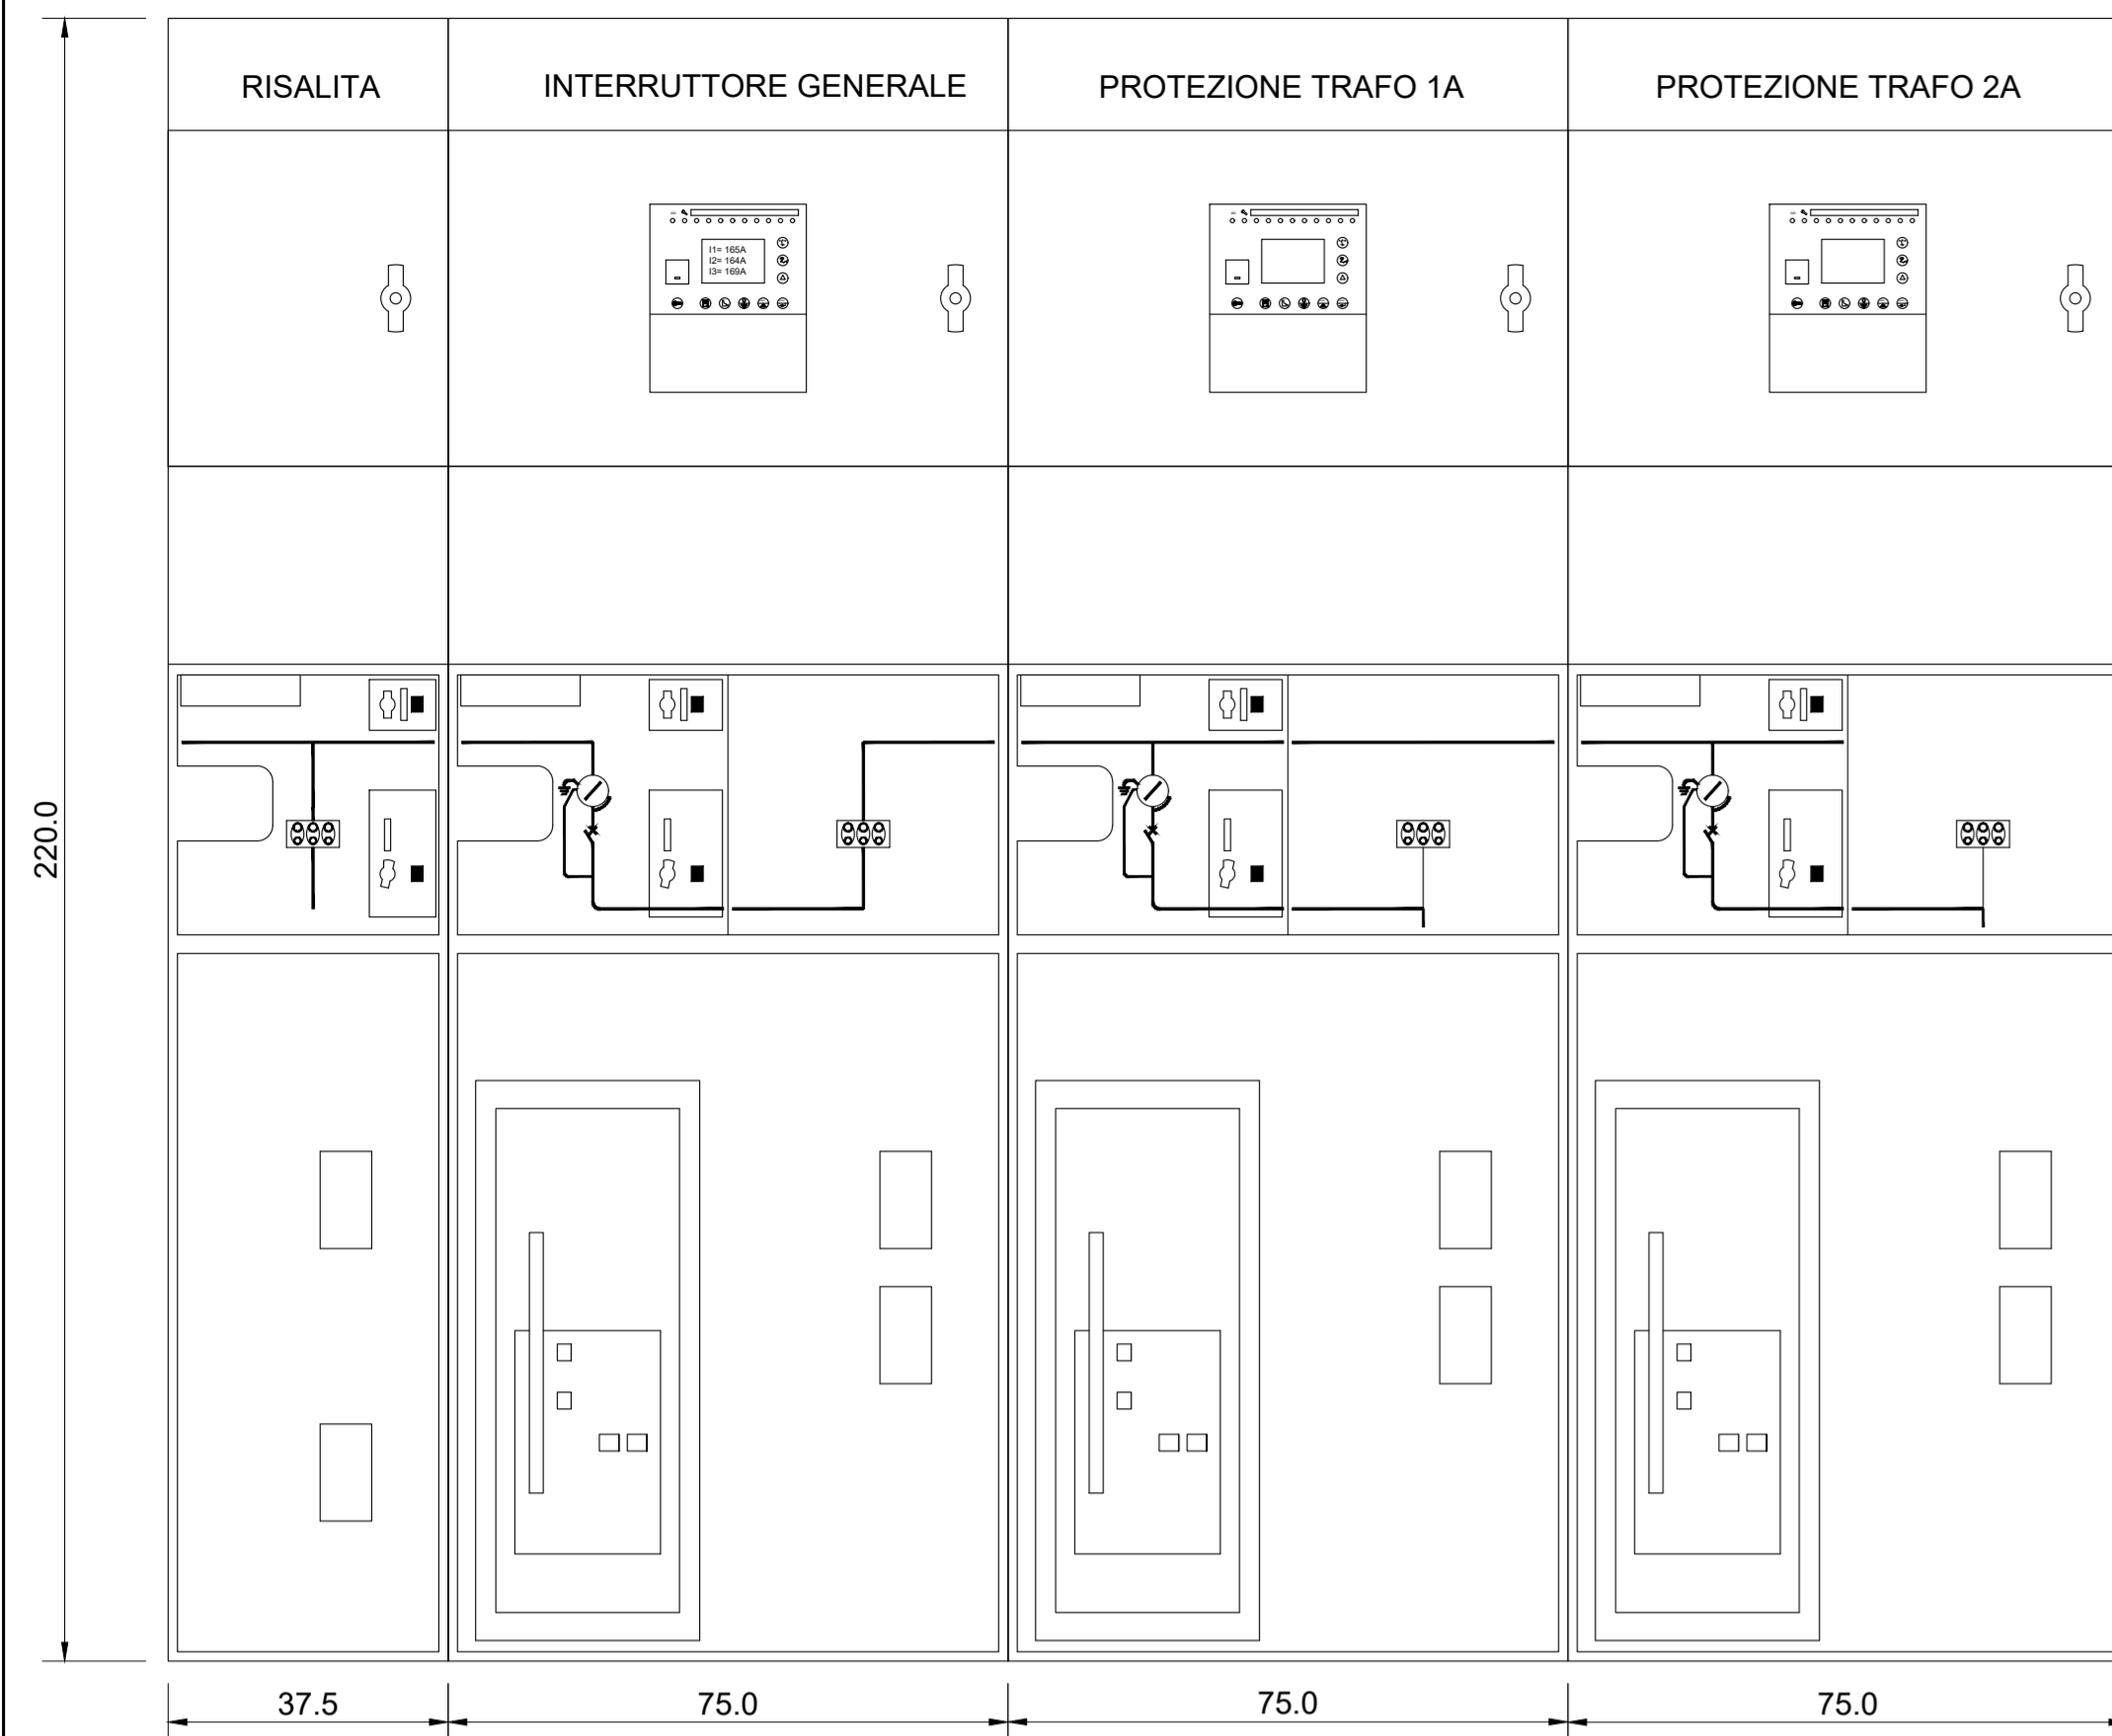 RISALITA
INTERRUTTORE GENERALE
PROTEZIONE TRAFO 1A
PROTEZIONE TRAFO 2A
I1= 165A
I2= 164A
I3= 169A
220.0
37.5
75.0
75.0
75.0